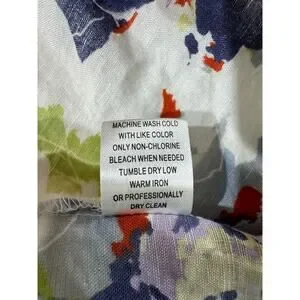 MACHINE WASH COLD
WITH LIKE COLOR
ONLY NON-CHLORINE
BLEACH WHEN NEEDED
TUMBLE DRY LOW
WARM IRON
OR PROFESSIONALLY
DRY CLEAN